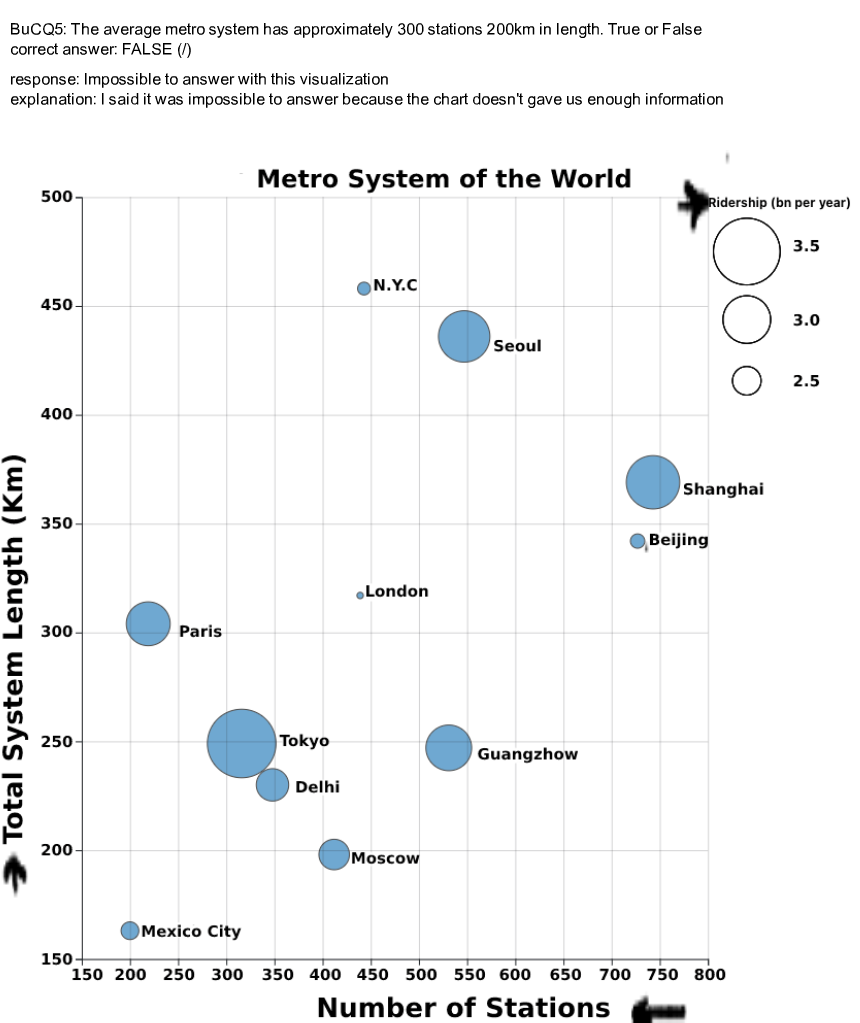 BuCQ5: The average metro system has approximately 300 stations 200km in length. True or False
correct answer: FALSE (/)
response: Impossible to answer with this visualization
explanation: I said it was impossible to answer because the chart doesn't gave us enough information
Metro System of the World
Ridership (bn per year)
3.5
3.0
2.5
Total System Length (Km)
500
450
400
350
300
250
200
150
N.Y.C
Seoul
Shanghai
Beijing
London
Paris
Tokyo
Guangzhow
Delhi
Moscow
Mexico City
150 200 250 300 350 400 450 500 550 600 650 700 750 800
Number of Stations